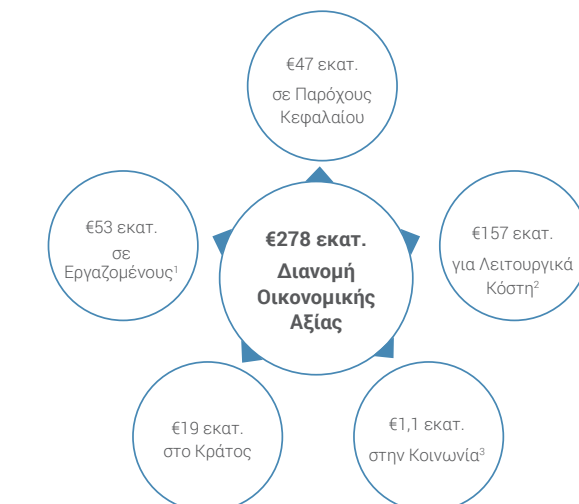 €47 εκατ.
σε Παρόχους
Κεφαλαίου
€53 εκατ.
σε
Εργαζομένους¹
€278 εκατ.
Διανομή
Οικονομικής
Αξίας
€157 εκατ.
για Λειτουργικά
Κόστη²
€19 εκατ.
στο Κράτος
€1,1 εκατ.
στην Κοινωνία³